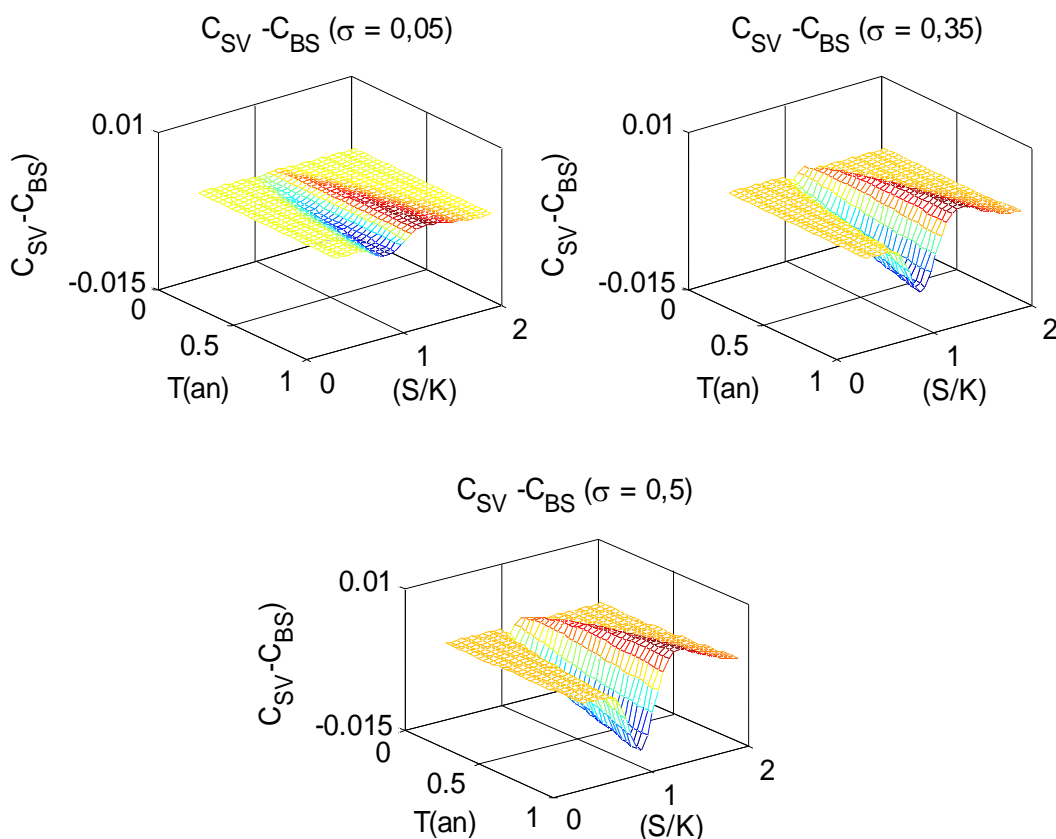 C_SV -C_BS (σ = 0,05)
0.01
-0.015
C_SV-C_BS)
0
0.5
1
T(an)
0
1
2
(S/K)
C_SV -C_BS (σ = 0,35)
0.01
-0.015
C_SV-C_BS)
0
0.5
1
T(an)
0
1
2
(S/K)
C_SV -C_BS (σ = 0,5)
0.01
-0.015
C_SV-C_BS)
0
0.5
1
T(an)
0
1
2
(S/K)